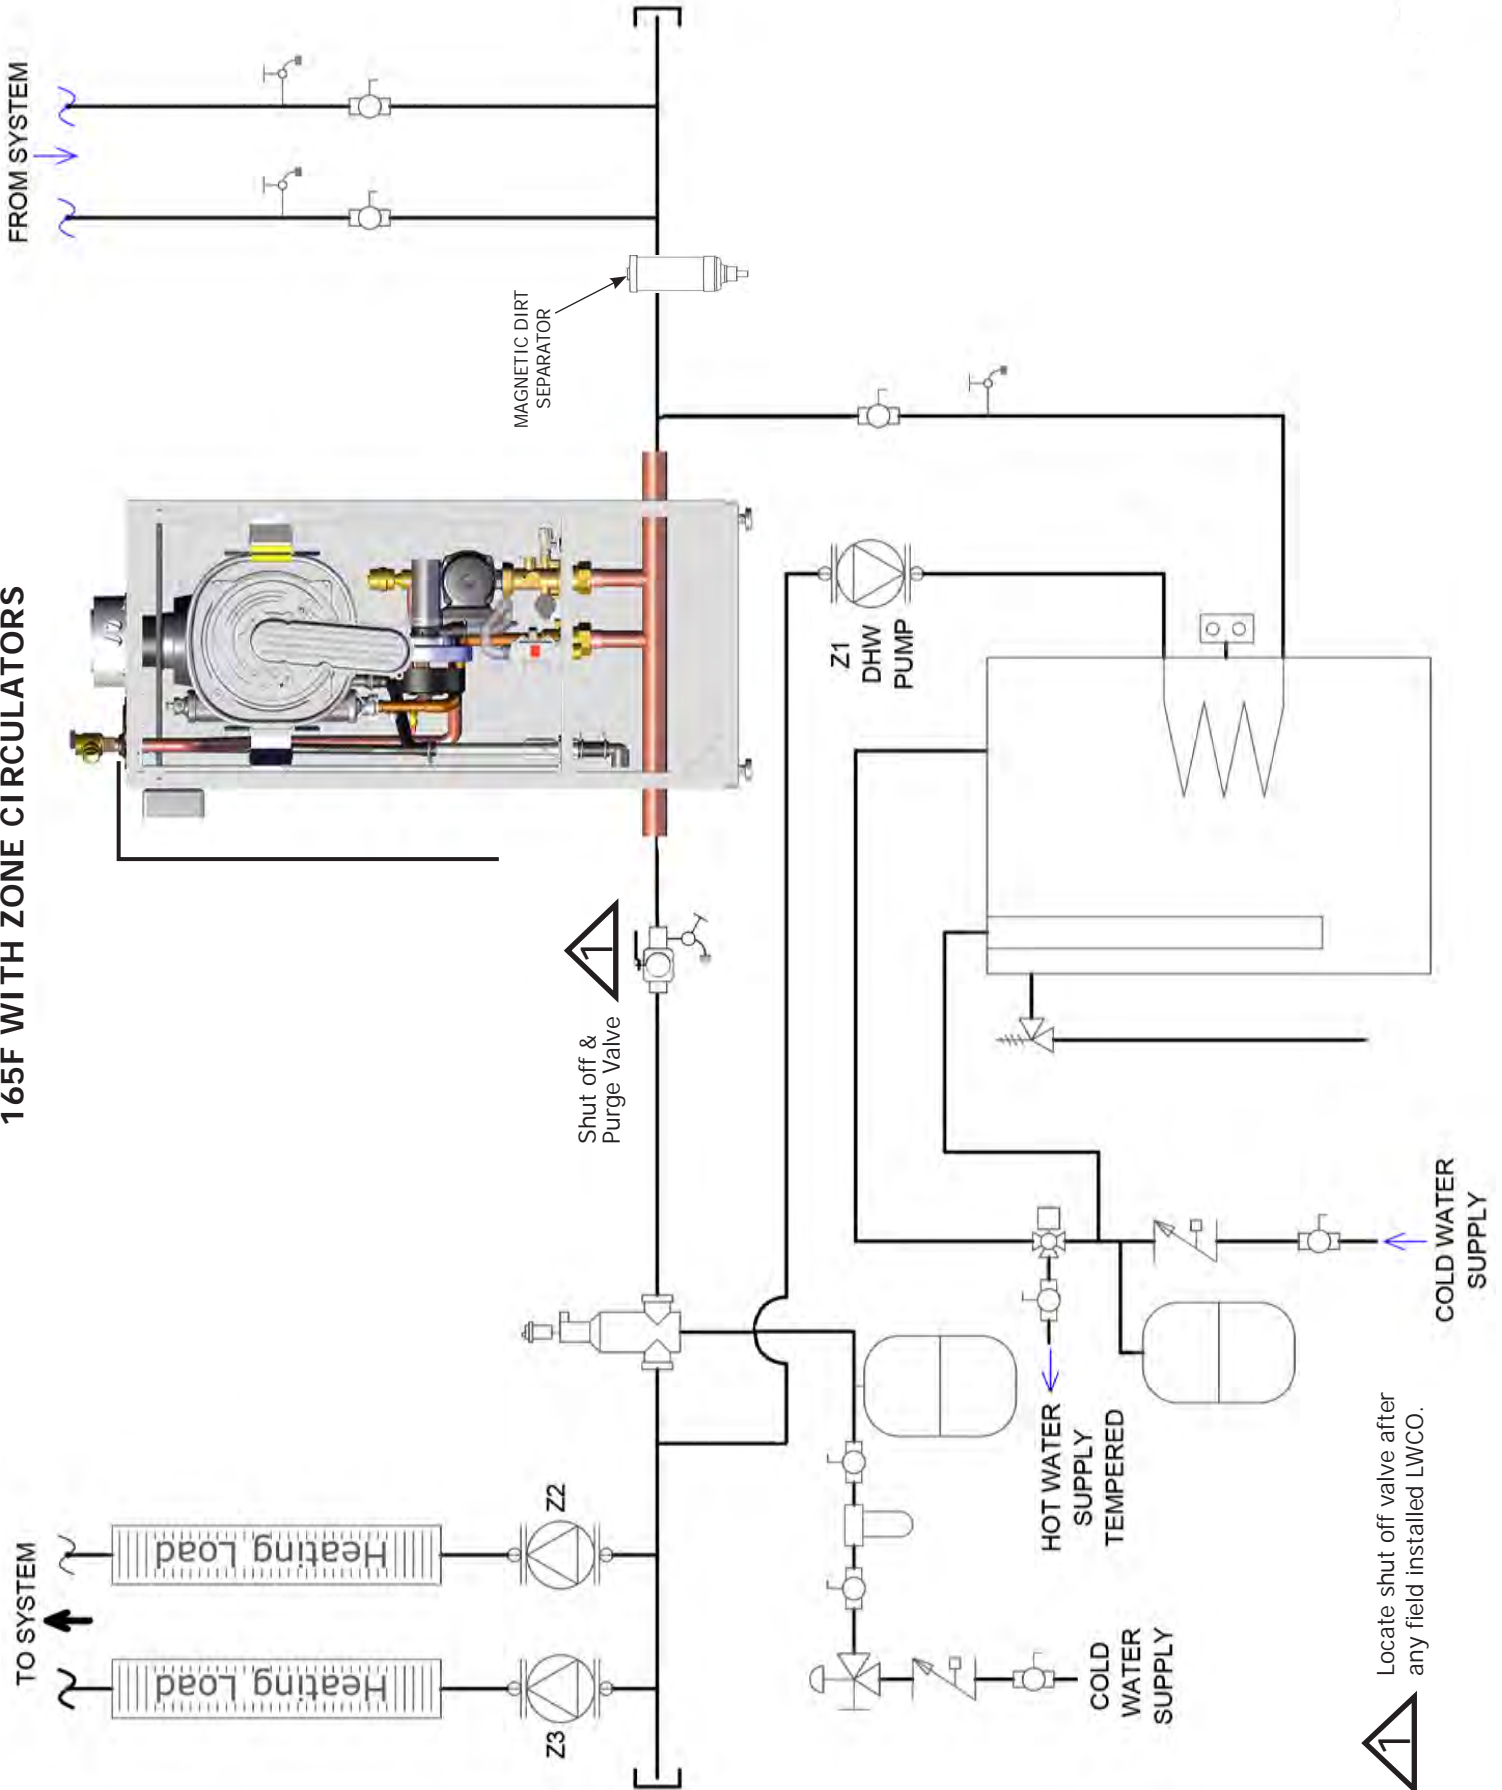 165F WITH ZONE CIRCULATORS
TO SYSTEM
FROM SYSTEM
Heating Load
Heating Load
Z3
Z2
Shut off &
Purge Valve
1
MAGNETIC DIRT
SEPARATOR
Z1
DHW
PUMP
HOT WATER
SUPPLY
TEMPERED
COLD
WATER
SUPPLY
COLD WATER
SUPPLY
1
Locate shut off valve after
any field installed LWCO.